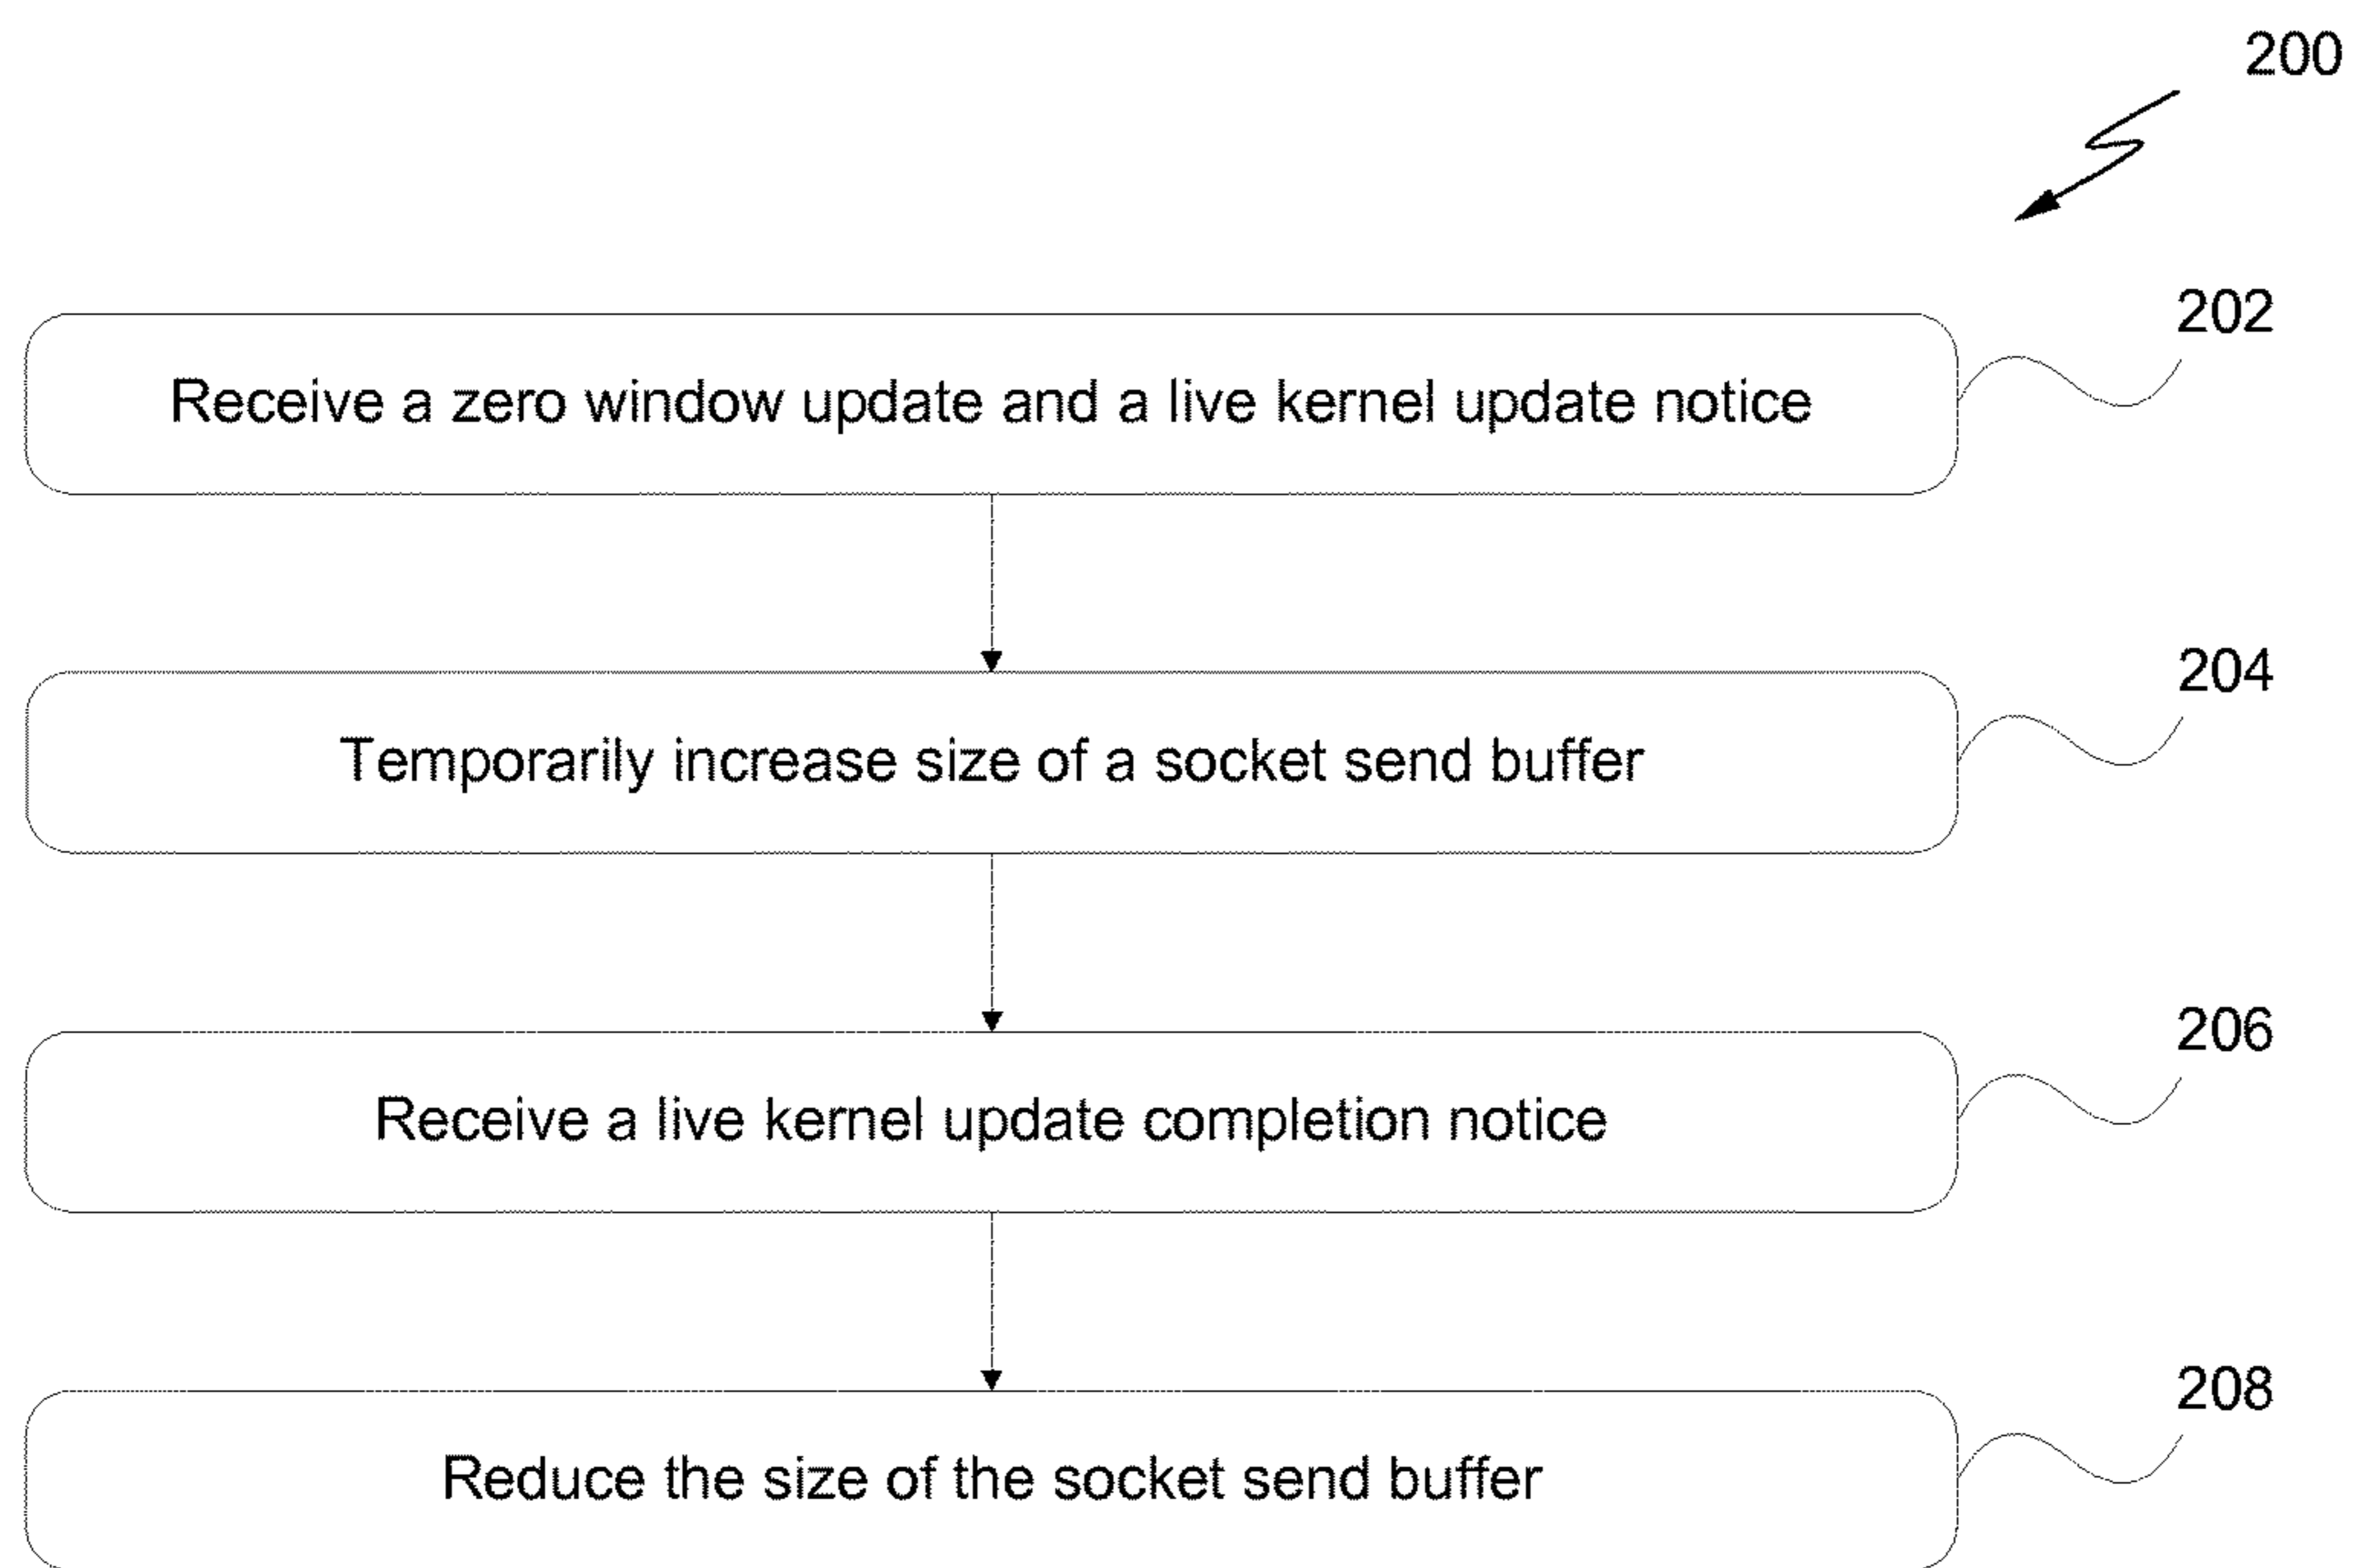 200
202
Receive a zero window update and a live kernel update notice
204
Temporarily increase size of a socket send buffer
206
Receive a live kernel update completion notice
208
Reduce the size of the socket send buffer